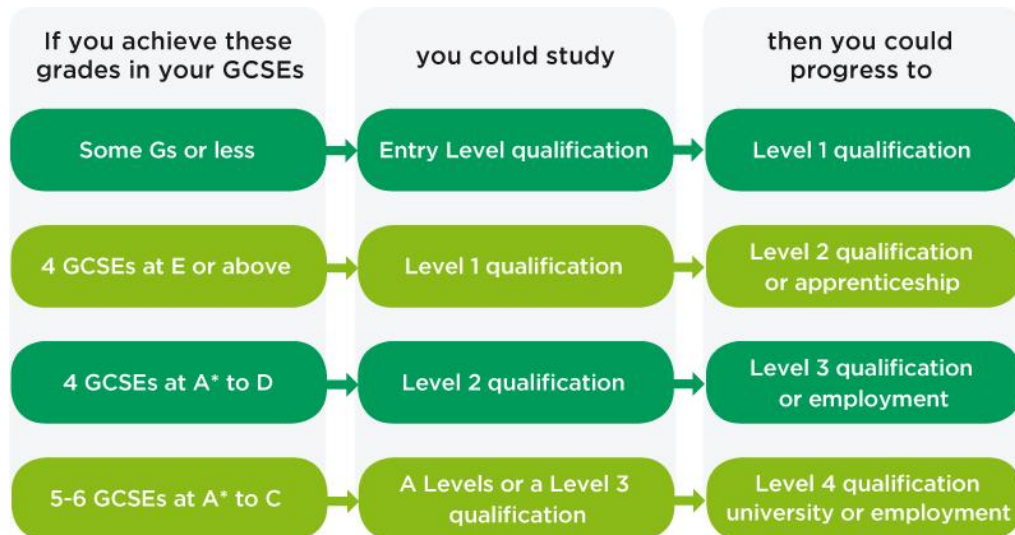 If you achieve these
grades in your GCSEs
you could study
then you could
progress to
Some Gs or less
Entry Level qualification
Level 1 qualification
4 GCSEs at E or above
Level 1 qualification
Level 2 qualification
or apprenticeship
4 GCSEs at A* to D
Level 2 qualification
Level 3 qualification
or employment
5-6 GCSEs at A* to C
A Levels or a Level 3
qualification
Level 4 qualification
university or employment